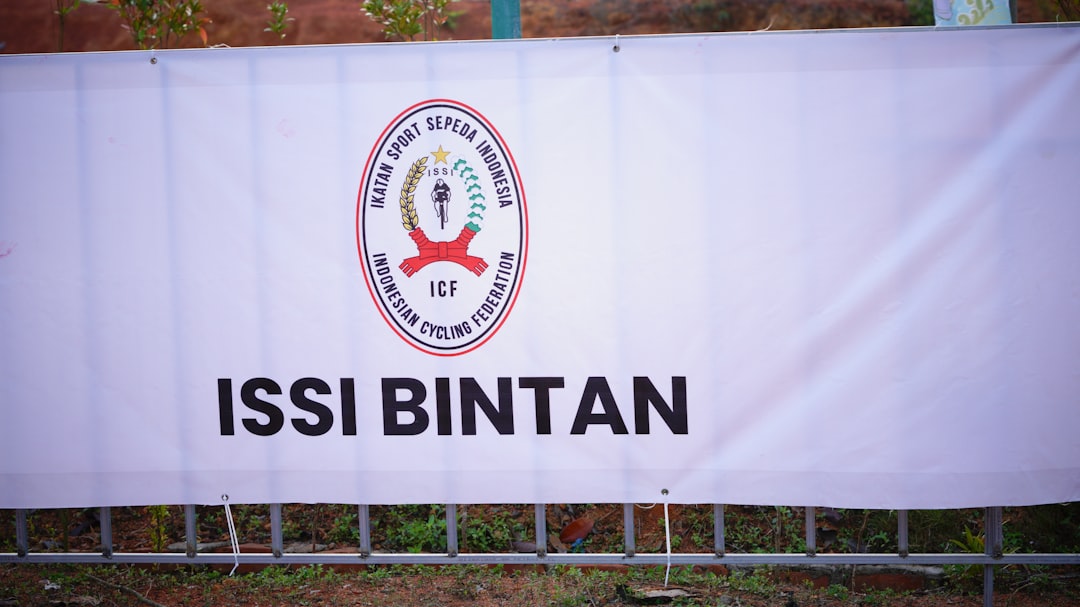 IKATAN SPORT SEPEDA INDONESIA
ISSI
ICF
INDONESIAN CYCLING FEDERATION
ISSI BINTAN